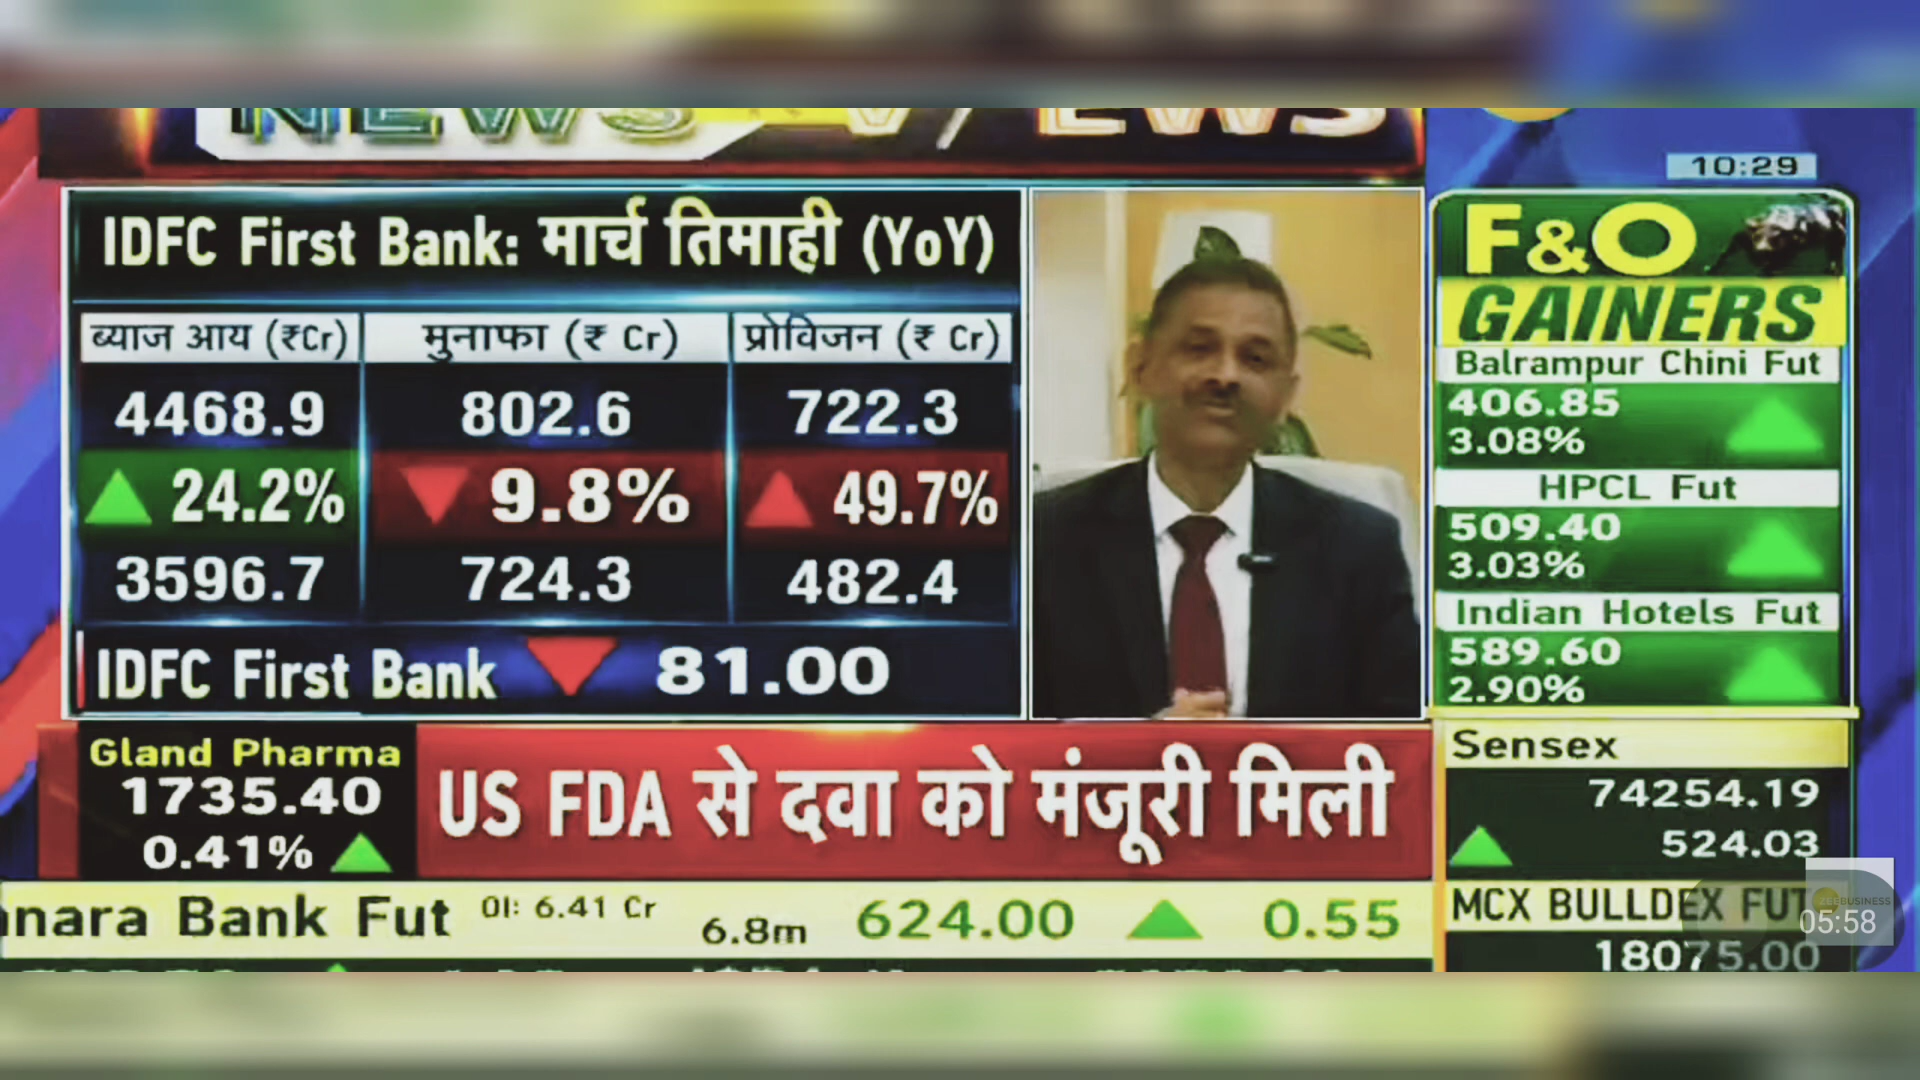 NEWS VIEWS
10:29
IDFC First Bank: मार्च तिमाही (YoY)
ब्याज आय (₹Cr) मुनाफा (₹ Cr) प्रोविजन (₹ Cr)
4468.9 802.6 722.3
24.2% 9.8% 49.7%
3596.7 724.3 482.4
IDFC First Bank 81.00
F&O
GAINERS
Balrampur Chini Fut
406.85
3.08%
HPCL Fut
509.40
3.03%
Indian Hotels Fut
589.60
2.90%
Gland Pharma
1735.40
0.41%
US FDA से दवा को मंजूरी मिली
Sensex
74254.19
524.03
MCX BULLDEX FUT
18075.00
ZEEBUSINESS
05:58
nara Bank Fut OI: 6.41 Cr 6.8m 624.00 0.55